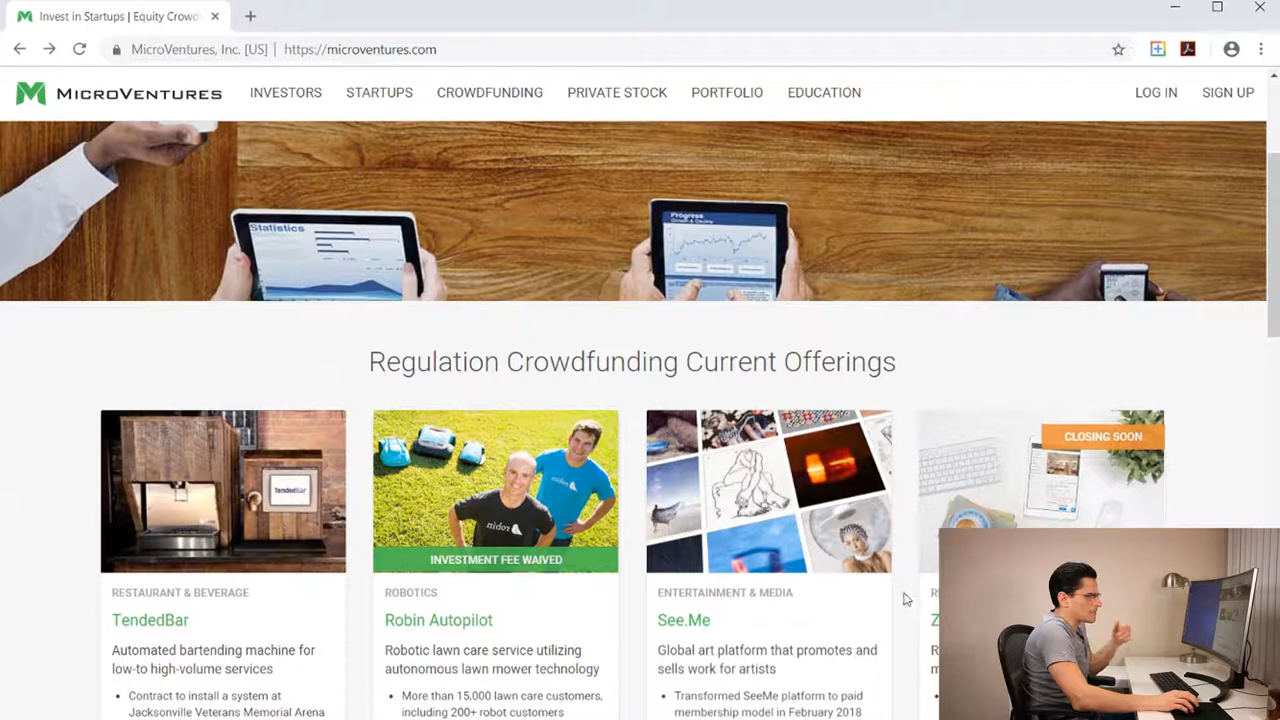 Invest in Startups | Equity Crowd
MicroVentures, Inc. [US] | https://microventures.com
MICROVENTURES
INVESTORS
STARTUPS
CROWDFUNDING
PRIVATE STOCK
PORTFOLIO
EDUCATION
LOG IN
SIGN UP
Statistics
Progress
Regulation Crowdfunding Current Offerings
TendedBar
robin
INVESTMENT FEE WAIVED
CLOSING SOON
RESTAURANT & BEVERAGE
TendedBar
Automated bartending machine for
low-to high-volume services
• Contract to install a system at
Jacksonville Veterans Memorial Arena
ROBOTICS
Robin Autopilot
Robotic lawn care service utilizing
autonomous lawn mower technology
• More than 15,000 lawn care customers,
including 200+ robot customers
ENTERTAINMENT & MEDIA
See.Me
Global art platform that promotes and
sells work for artists
• Transformed SeeMe platform to paid
membership model in February 2018